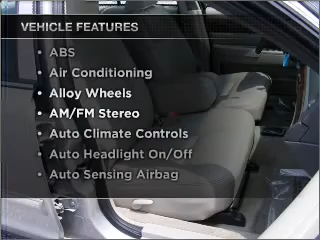 VEHICLE FEATURES
• ABS
• Air Conditioning
• Alloy Wheels
• AM/FM Stereo
• Auto Climate Controls
• Auto Headlight On/Off
• Auto Sensing Airbag